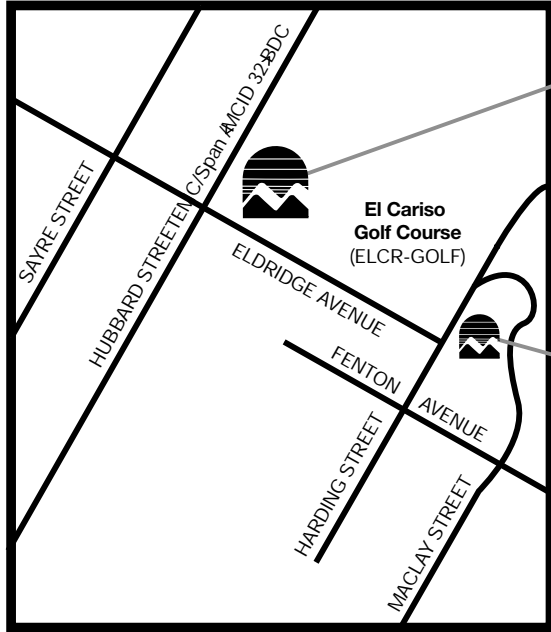 SAYRE STREET
HUBBARD STREET
El Cariso
Golf Course
(ELCR-GOLF)
ELDRIDGE AVENUE
FENTON AVENUE
HARDING STREET
MACLAY STREET